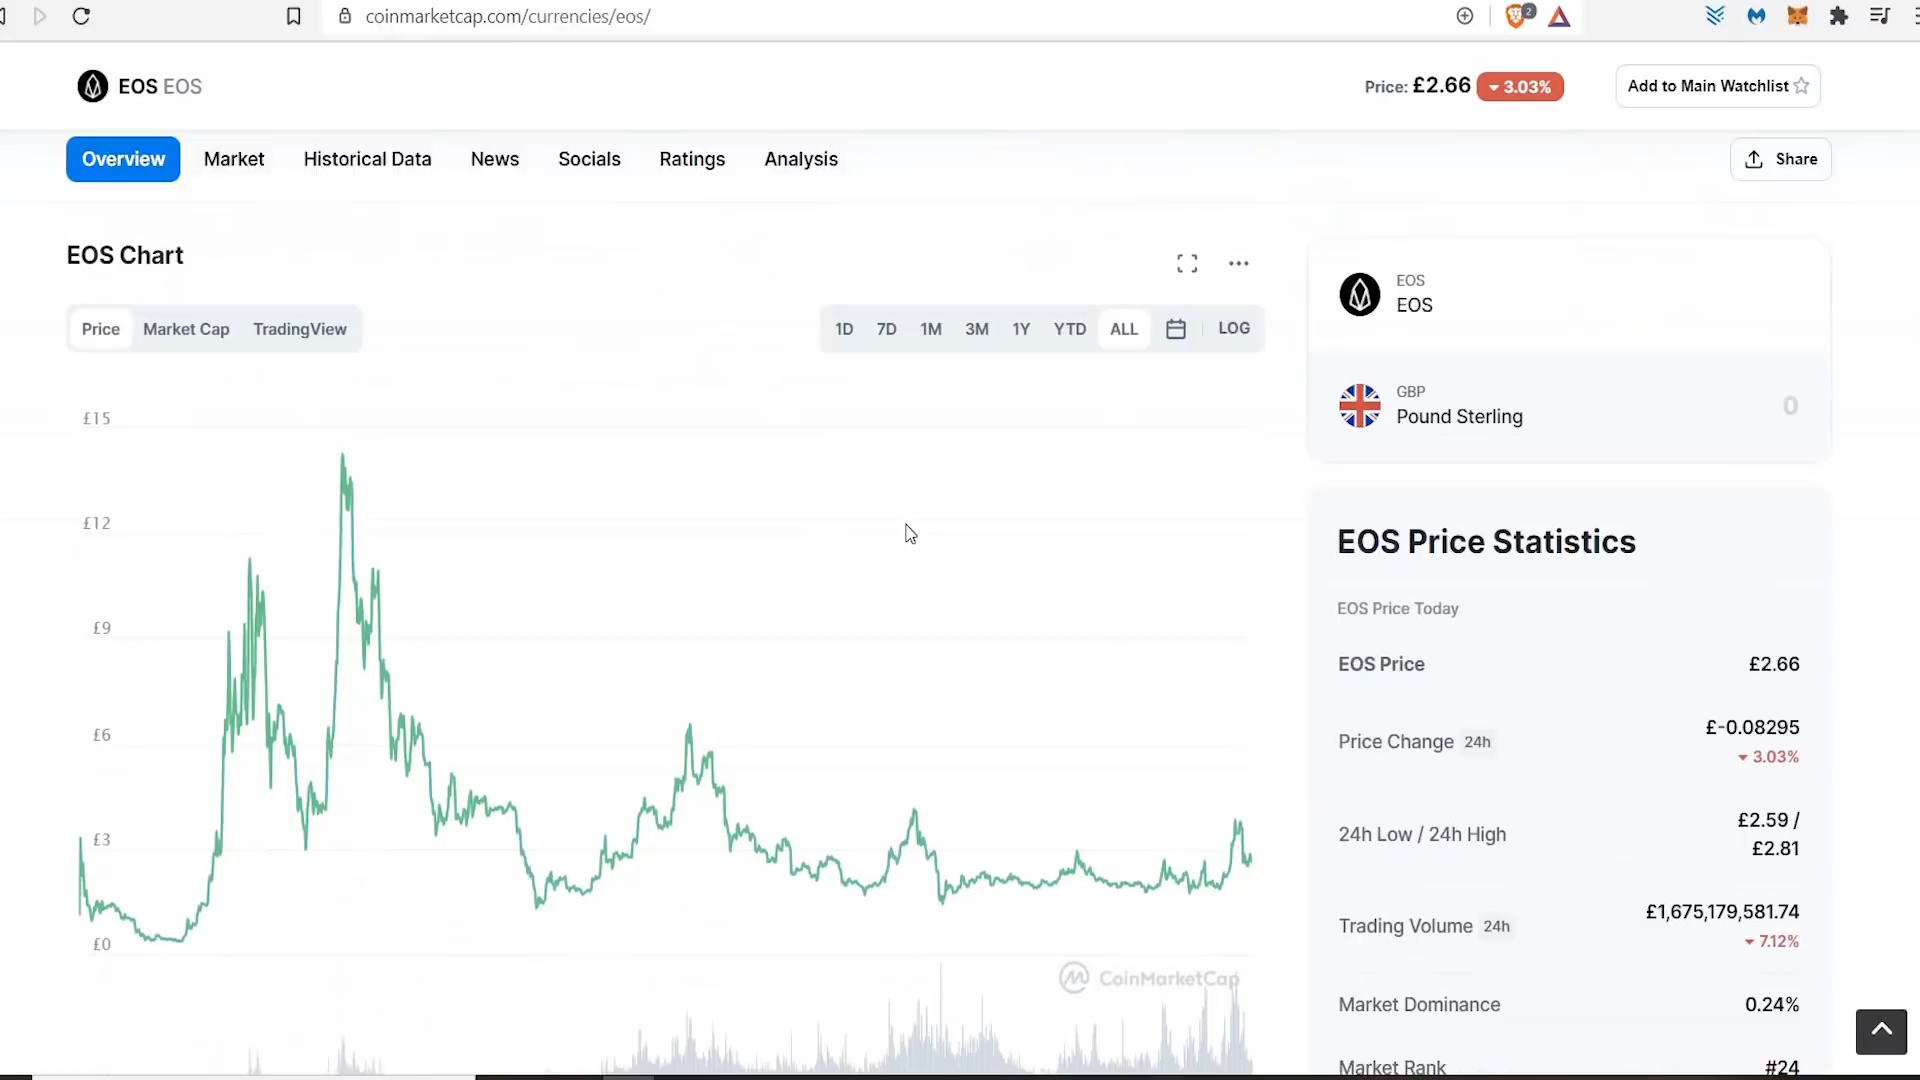 coinmarketcap.com/currencies/eos/
2
EOS EOS
Price: £2.66 3.03%
Add to Main Watchlist
Overview Market Historical Data News Socials Ratings Analysis
Share
EOS Chart
Price Market Cap TradingView
1D 7D 1M 3M 1Y YTD ALL LOG
£15
£12
£9
£6
£3
£0
CoinMarketCap
EOS
EOS
GBP
Pound Sterling
0
EOS Price Statistics
EOS Price Today
EOS Price £2.66
Price Change 24h £-0.08295
3.03%
24h Low / 24h High £2.59 /
£2.81
Trading Volume 24h £1,675,179,581.74
7.12%
Market Dominance 0.24%
Market Rank #24